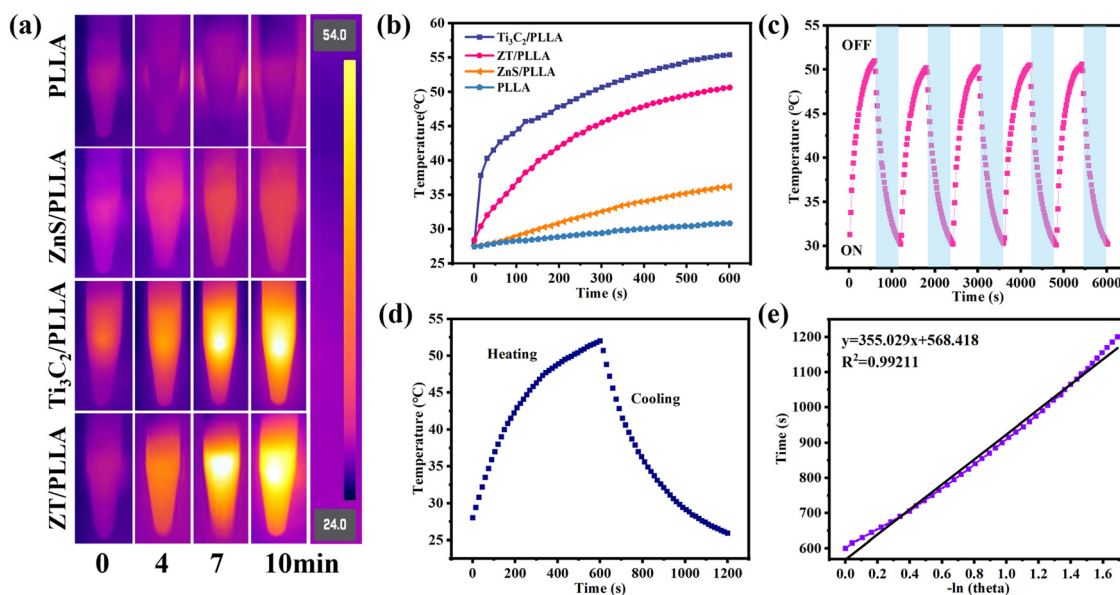 (a)
PLLA
ZnS/PLLA
Ti₃C₂/PLLA
ZT/PLLA
0 4 7 10min
54.0
24.0
(b)
Temperature(°C)
60
55
50
45
40
35
30
25
Ti₃C₂/PLLA
ZT/PLLA
ZnS/PLLA
PLLA
0 100 200 300 400 500 600
Time (s)
(c)
Temperature (°C)
55
50
45
40
35
30
OFF
ON
0 1000 2000 3000 4000 5000 6000
Time (s)
(d)
Temperature (°C)
55
50
45
40
35
30
25
Heating
Cooling
0 200 400 600 800 1000 1200
Time (s)
(e)
Time (s)
1200
1100
1000
900
800
700
600
y=355.029x+568.418
R²=0.99211
0.0 0.2 0.4 0.6 0.8 1.0 1.2 1.4 1.6
-ln (theta)